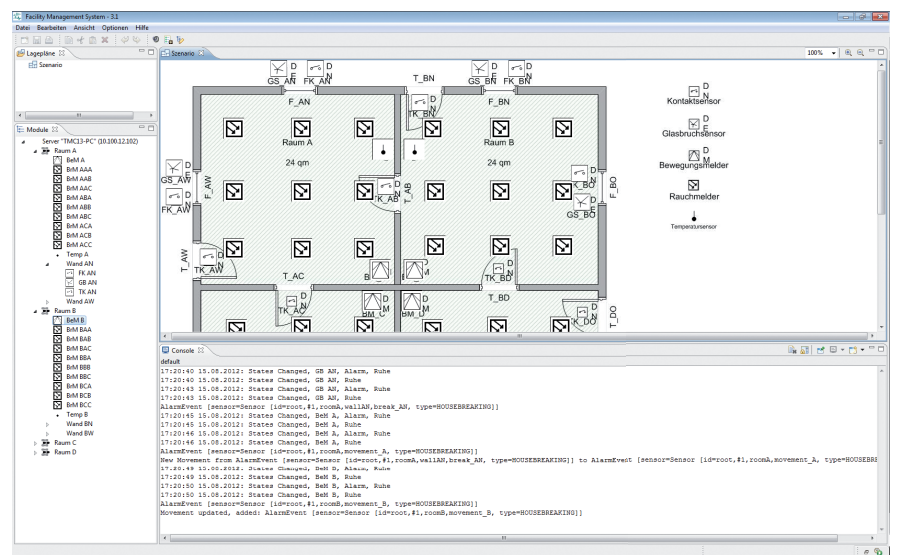 Facility Management System - 3.2
Datei Bearbeiten Ansicht Optionen Hilfe
Lagepläne
Szenario
Module
Server "TMC13-PC" (10.100.12.102)
Raum A
BeM A
BrM AAA
BrM AAB
BrM AAC
BrM ABA
BrM ABB
BrM ABC
BrM ACA
BrM ACB
BrM ACC
Temp A
Wand AN
FK AN
GB AN
TK AN
Wand AW
Raum B
BeM B
BrM BAA
BrM BAB
BrM BAC
BrM BBA
BrM BBB
BrM BBC
BrM BCA
BrM BCB
BrM BCC
Temp B
Wand BN
Wand BW
Raum C
Raum D
Szenario
100%
D E
D N
GS_AN FK_AN
F_AN
T_BN
D E
D N
GS_BN FK_BN
F_BN
D N
TK_BN
Raum A
24 qm
Raum B
24 qm
D E
GS_AW
F_AW
D N
FK_AW
D N
TK_AB
T_AB
D N
K_BO
F_BO
D E
GS_BO
T_AW
D N
TK_AW
T_AC
D N
TK_BD
T_BD
D N
TK_AC
D M
BM_C
D M
BM_D
D N
K_DO
T_DO
D N
Kontaktsensor
D E
Glasbruchsensor
D M
Bewegungsmelder
Rauchmelder
Temperatursensor
Console
default
17:20:40 15.08.2012: States Changed, GB AN, Alarm, Ruhe
17:20:40 15.08.2012: States Changed, GB AN, Ruhe
17:20:43 15.08.2012: States Changed, GB AN, Alarm, Ruhe
17:20:43 15.08.2012: States Changed, GB AN, Ruhe
AlarmEvent [sensor=Sensor [id=root,#1,roomA,wallAN,break_AN, type=HOUSEBREAKING]]
17:20:45 15.08.2012: States Changed, BeM A, Alarm, Ruhe
17:20:45 15.08.2012: States Changed, BeM A, Ruhe
17:20:46 15.08.2012: States Changed, BeM A, Alarm, Ruhe
17:20:46 15.08.2012: States Changed, BeM A, Ruhe
AlarmEvent [sensor=Sensor [id=root,#1,roomA,movement_A, type=HOUSEBREAKING]]
New Movement from AlarmEvent [sensor=Sensor [id=root,#1,roomA,wallAN,break_AN, type=HOUSEBREAKING]] to AlarmEvent [sensor=Sensor [id=root,#1,roomA,movement_A, type=HOUSEBRE
17:20:49 15.08.2012: States Changed, BeM B, Alarm, Ruhe
17:20:49 15.08.2012: States Changed, BeM B, Ruhe
17:20:50 15.08.2012: States Changed, BeM B, Alarm, Ruhe
17:20:50 15.08.2012: States Changed, BeM B, Ruhe
AlarmEvent [sensor=Sensor [id=root,#1,roomB,movement_B, type=HOUSEBREAKING]]
Movement updated, added: AlarmEvent [sensor=Sensor [id=root,#1,roomB,movement_B, type=HOUSEBREAKING]]